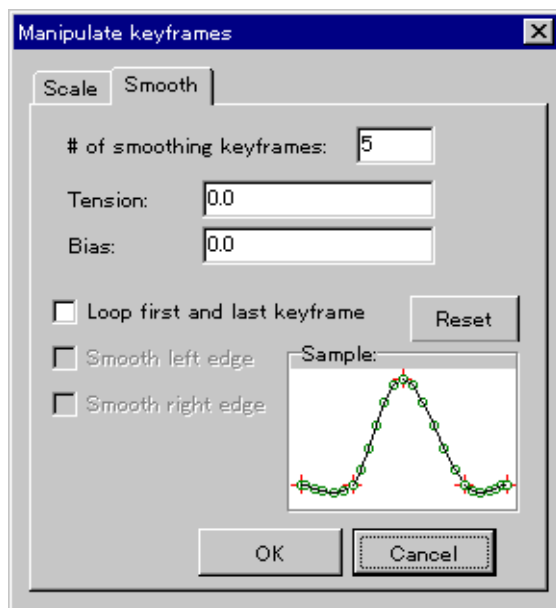 Manipulate keyframes
Scale
Smooth
# of smoothing keyframes: 5
Tension: 0.0
Bias: 0.0
Loop first and last keyframe
Reset
Smooth left edge
Sample:
Smooth right edge
OK
Cancel